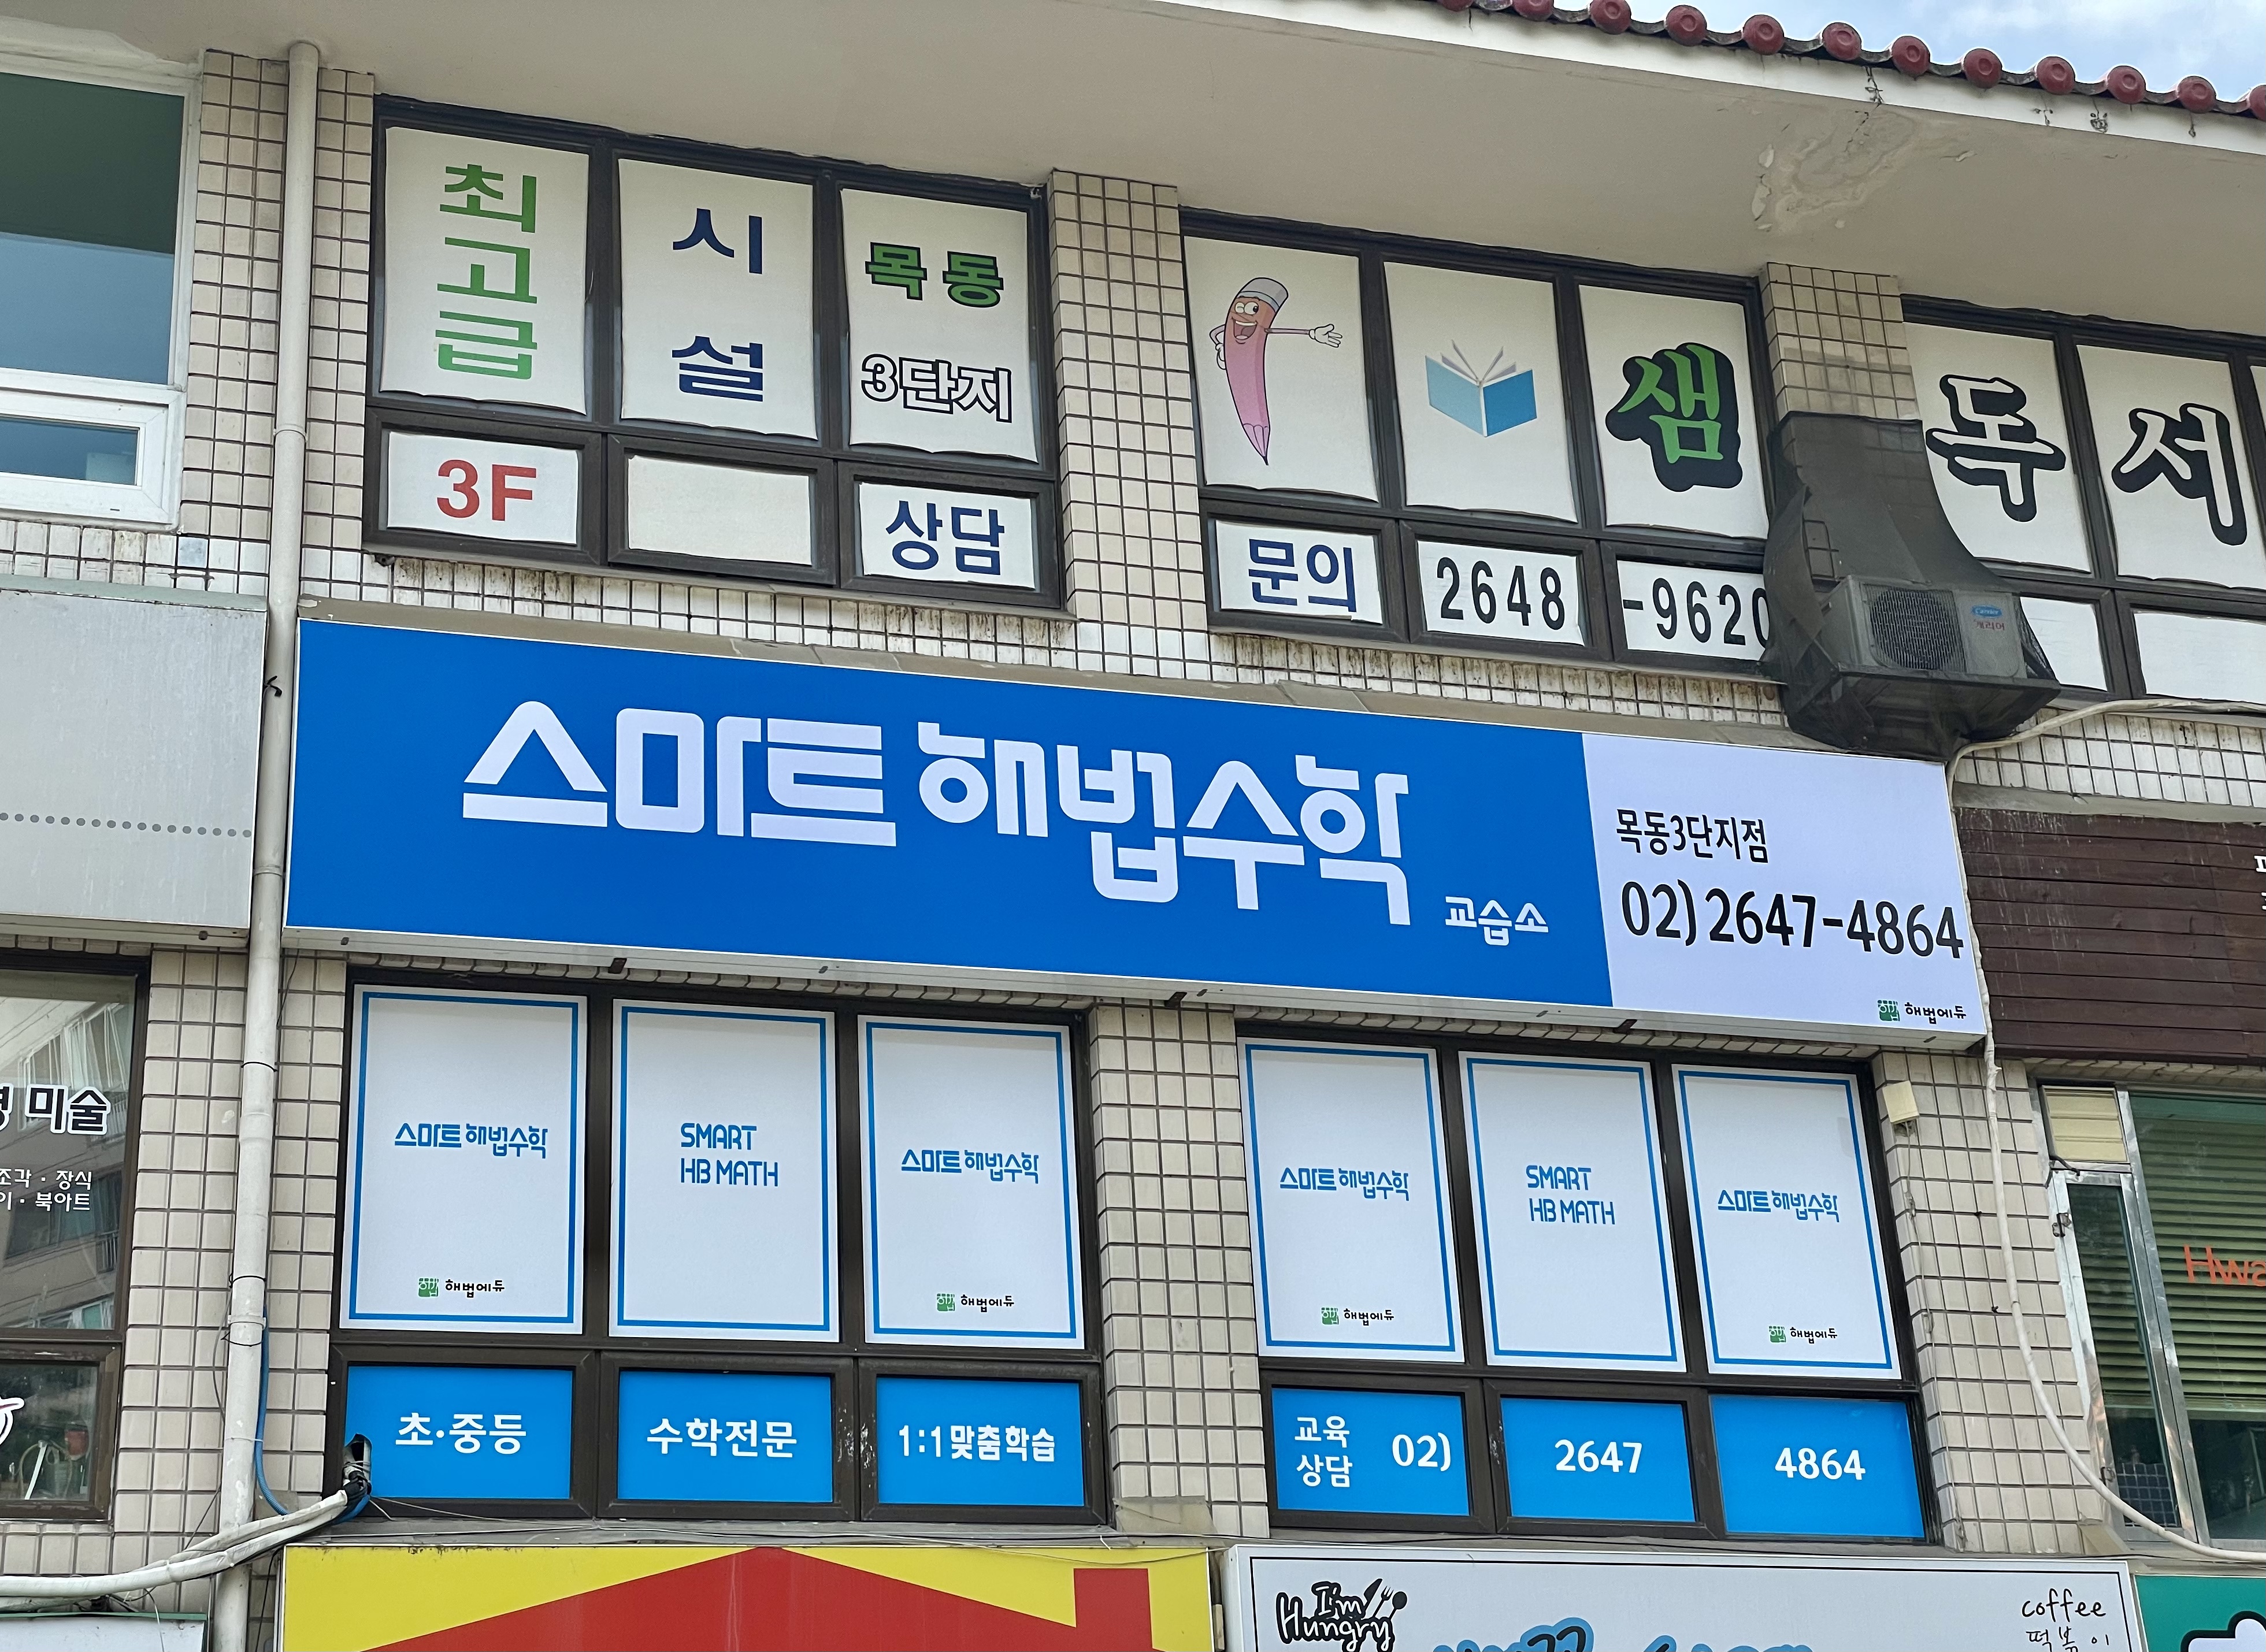 최고급
시설
목동
3단지
샘
독서
3F
상담
문의
2648
-9620
Carrier
캐리어
스마트 해법수학 교습소
목동3단지점
02) 2647-4864
해법에듀
미술
조각 · 장식
북아트
스마트 해법수학
해법에듀
SMART
HB MATH
스마트 해법수학
해법에듀
스마트 해법수학
해법에듀
SMART
HB MATH
스마트 해법수학
해법에듀
초·중등
수학전문
1:1 맞춤학습
교육
상담
02)
2647
4864
I'm
Hungry
coffee